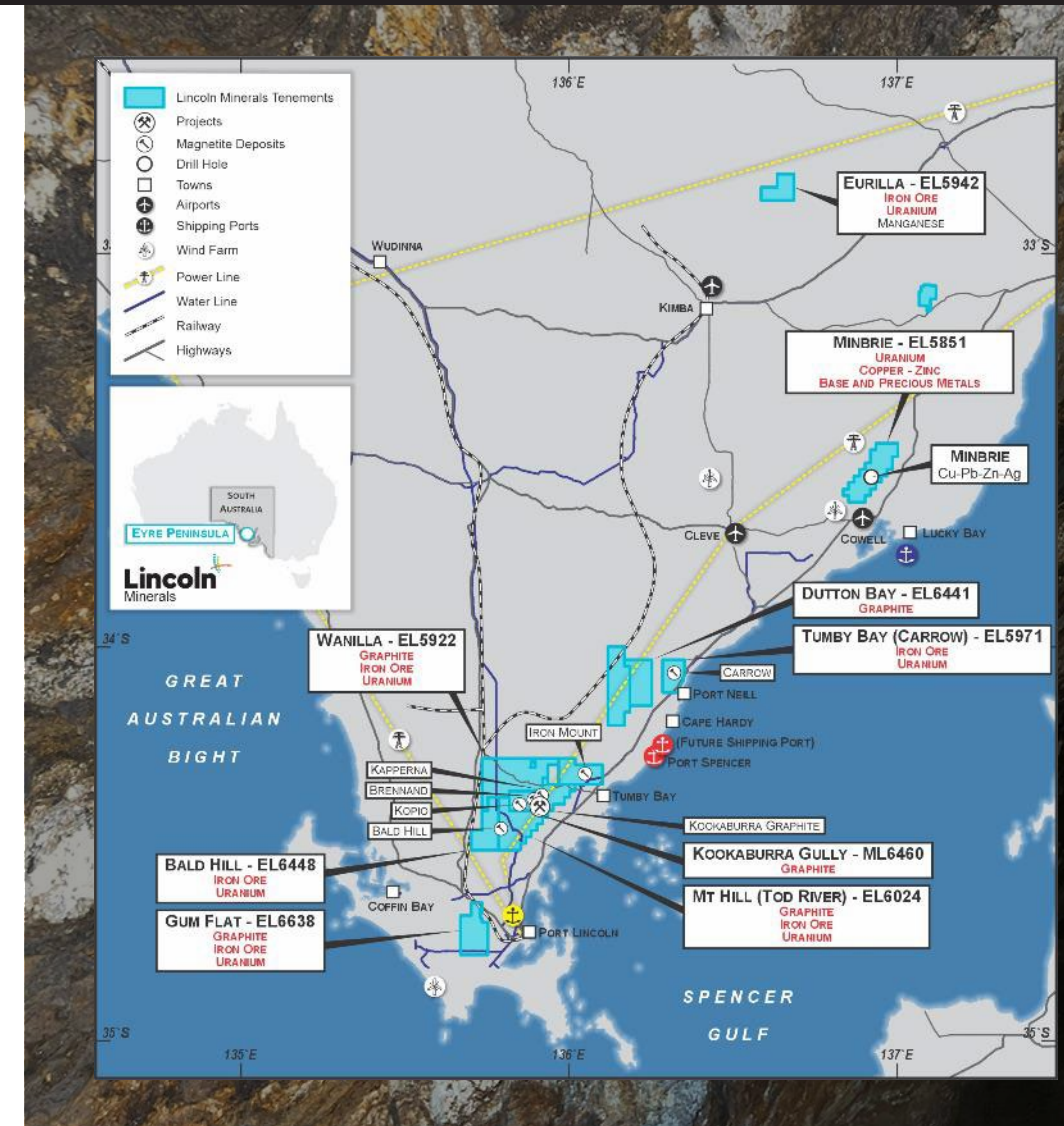 Lincoln Minerals Tenements
Projects
Magnetite Deposits
Drill Hole
Towns
Airports
Shipping Ports
Wind Farm
Power Line
Water Line
Railway
Highways
SOUTH
AUSTRALIA
EYRE PENINSULA
Lincoln
Minerals
136°E
137°E
EURILLA - EL5942
IRON ORE
URANIUM
MANGANESE
WUDINNA
33°S
KIMBA
MINBRIE - EL5851
URANIUM
COPPER - ZINC
BASE AND PRECIOUS METALS
MINBRIE
Cu-Pb-Zn-Ag
CLEVE
COWELL
LUCKY BAY
DUTTON BAY - EL6441
GRAPHITE
TUMBY BAY (CARROW) - EL5971
IRON ORE
URANIUM
34°S
WANILLA - EL5922
GRAPHITE
IRON ORE
URANIUM
CARROW
PORT NEILL
GREAT
AUSTRALIAN
BIGHT
CAPE HARDY
(FUTURE SHIPPING PORT)
PORT SPENCER
IRON MOUNT
KAPPERNA
BRENNAND
KOPIO
BALD HILL
TUMBY BAY
KOOKABURRA GRAPHITE
KOOKABURRA GULLY - ML6460
GRAPHITE
BALD HILL - EL6448
IRON ORE
URANIUM
MT HILL (TOD RIVER) - EL6024
GRAPHITE
IRON ORE
URANIUM
COFFIN BAY
GUM FLAT - EL6638
GRAPHITE
IRON ORE
URANIUM
PORT LINCOLN
SPENCER
GULF
35°S
35°S
135°E
136°E
137°E